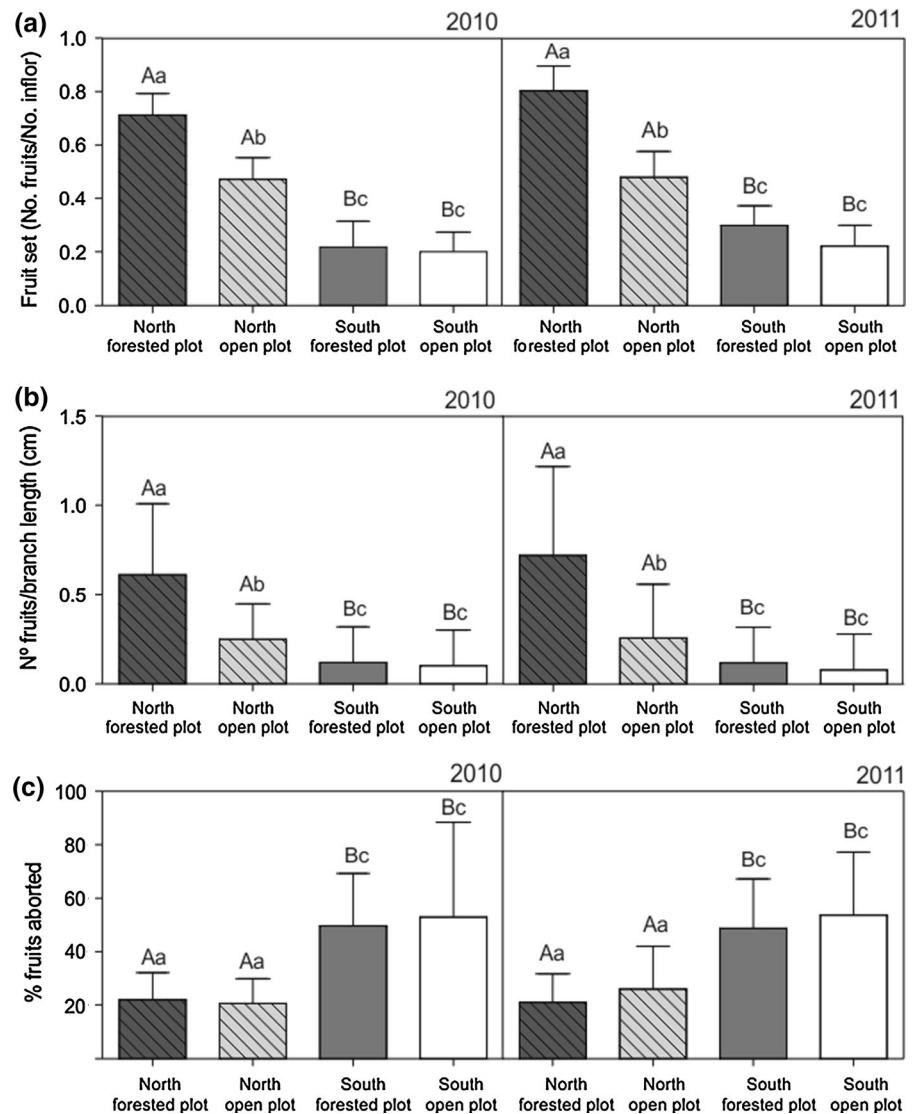 (a)
2010
2011
Fruit set (No. fruits/No. inflor)
1.0
0.8
0.6
0.4
0.2
0.0
Aa
Ab
Bc
Bc
Aa
Ab
Bc
Bc
North
forested plot
North
open plot
South
forested plot
South
open plot
North
forested plot
North
open plot
South
forested plot
South
open plot
(b)
2010
2011
Nº fruits/branch length (cm)
1.5
1.0
0.5
0.0
Aa
Ab
Bc
Bc
Aa
Ab
Bc
Bc
North
forested plot
North
open plot
South
forested plot
South
open plot
North
forested plot
North
open plot
South
forested plot
South
open plot
(c)
2010
2011
% fruits aborted
100
80
60
40
20
Aa
Aa
Bc
Bc
Aa
Aa
Bc
Bc
North
forested plot
North
open plot
South
forested plot
South
open plot
North
forested plot
North
open plot
South
forested plot
South
open plot